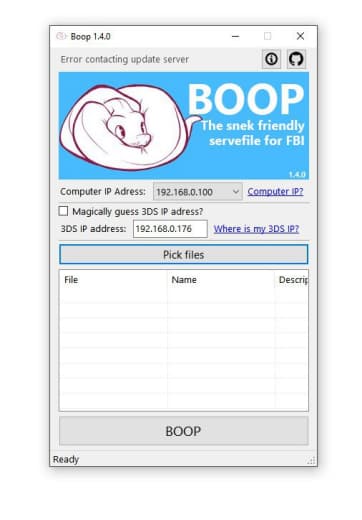 Boop 1.4.0
Error contacting update server
BOOP
The snek friendly
servefile for FBI
1.4.0
Computer IP Adress: 192.168.0.100 Computer IP?
Magically guess 3DS IP adress?
3DS IP address: 192.168.0.176 Where is my 3DS IP?
Pick files
File Name Descrip
BOOP
Ready